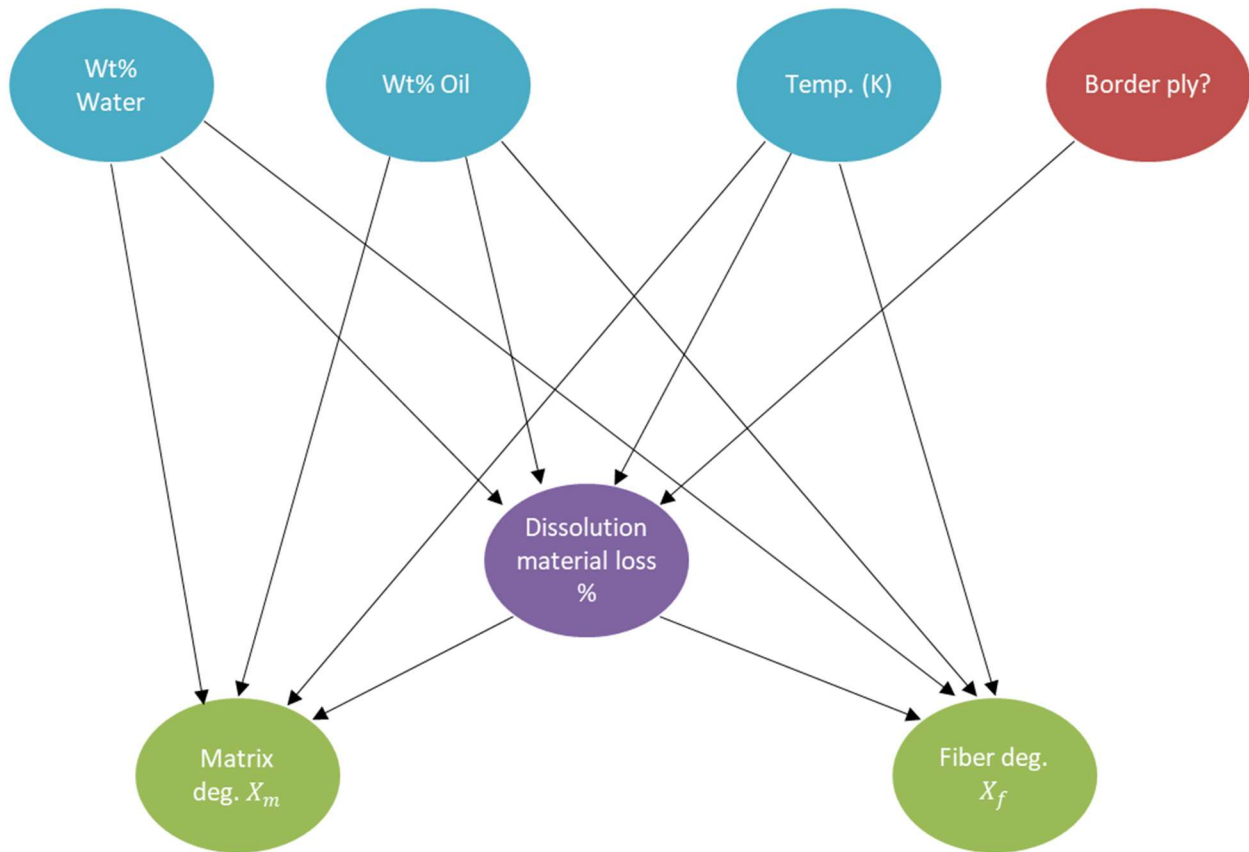 Wt%
Water
Wt% Oil
Temp. (K)
Border ply?
Dissolution
material loss
%
Matrix
deg. X_m
Fiber deg.
X_f